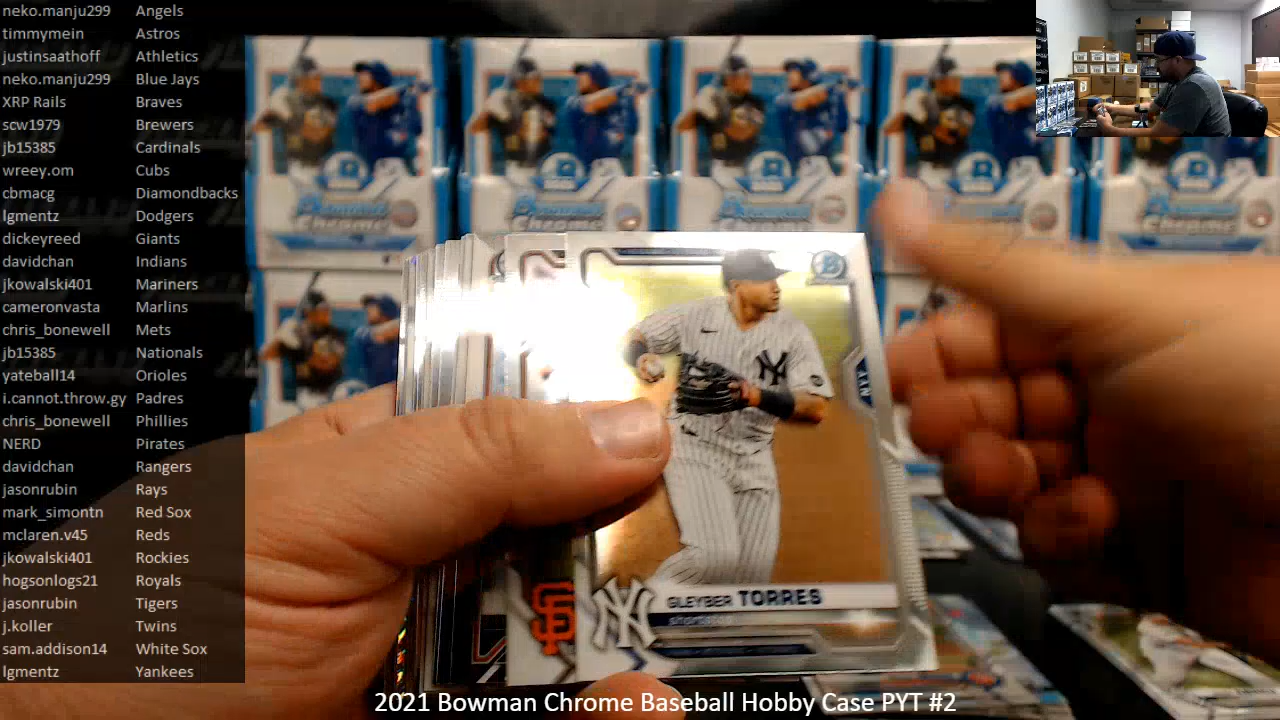 neko.manju299 Angels
timmymein Astros
justinsaathoff Athletics
neko.manju299 Blue Jays
XRP Rails Braves
scw1979 Brewers
jb15385 Cardinals
wreey.om Cubs
cbmacg Diamondbacks
lgmentz Dodgers
dickeyreed Giants
davidchan Indians
jkowalski401 Mariners
cameronvasta Marlins
chris_bonewell Mets
jb15385 Nationals
yateball14 Orioles
i.cannot.throw.gy Padres
chris_bonewell Phillies
NERD Pirates
davidchan Rangers
jasonrubin Rays
mark_simontn Red Sox
mclaren.v45 Reds
jkowalski401 Rockies
hogsonlogs21 Royals
jasonrubin Tigers
j.koller Twins
sam.addison14 White Sox
lgmentz Yankees
NY
SF
NY
GLEYBER TORRES
2021 Bowman Chrome Baseball Hobby Case PYT #2